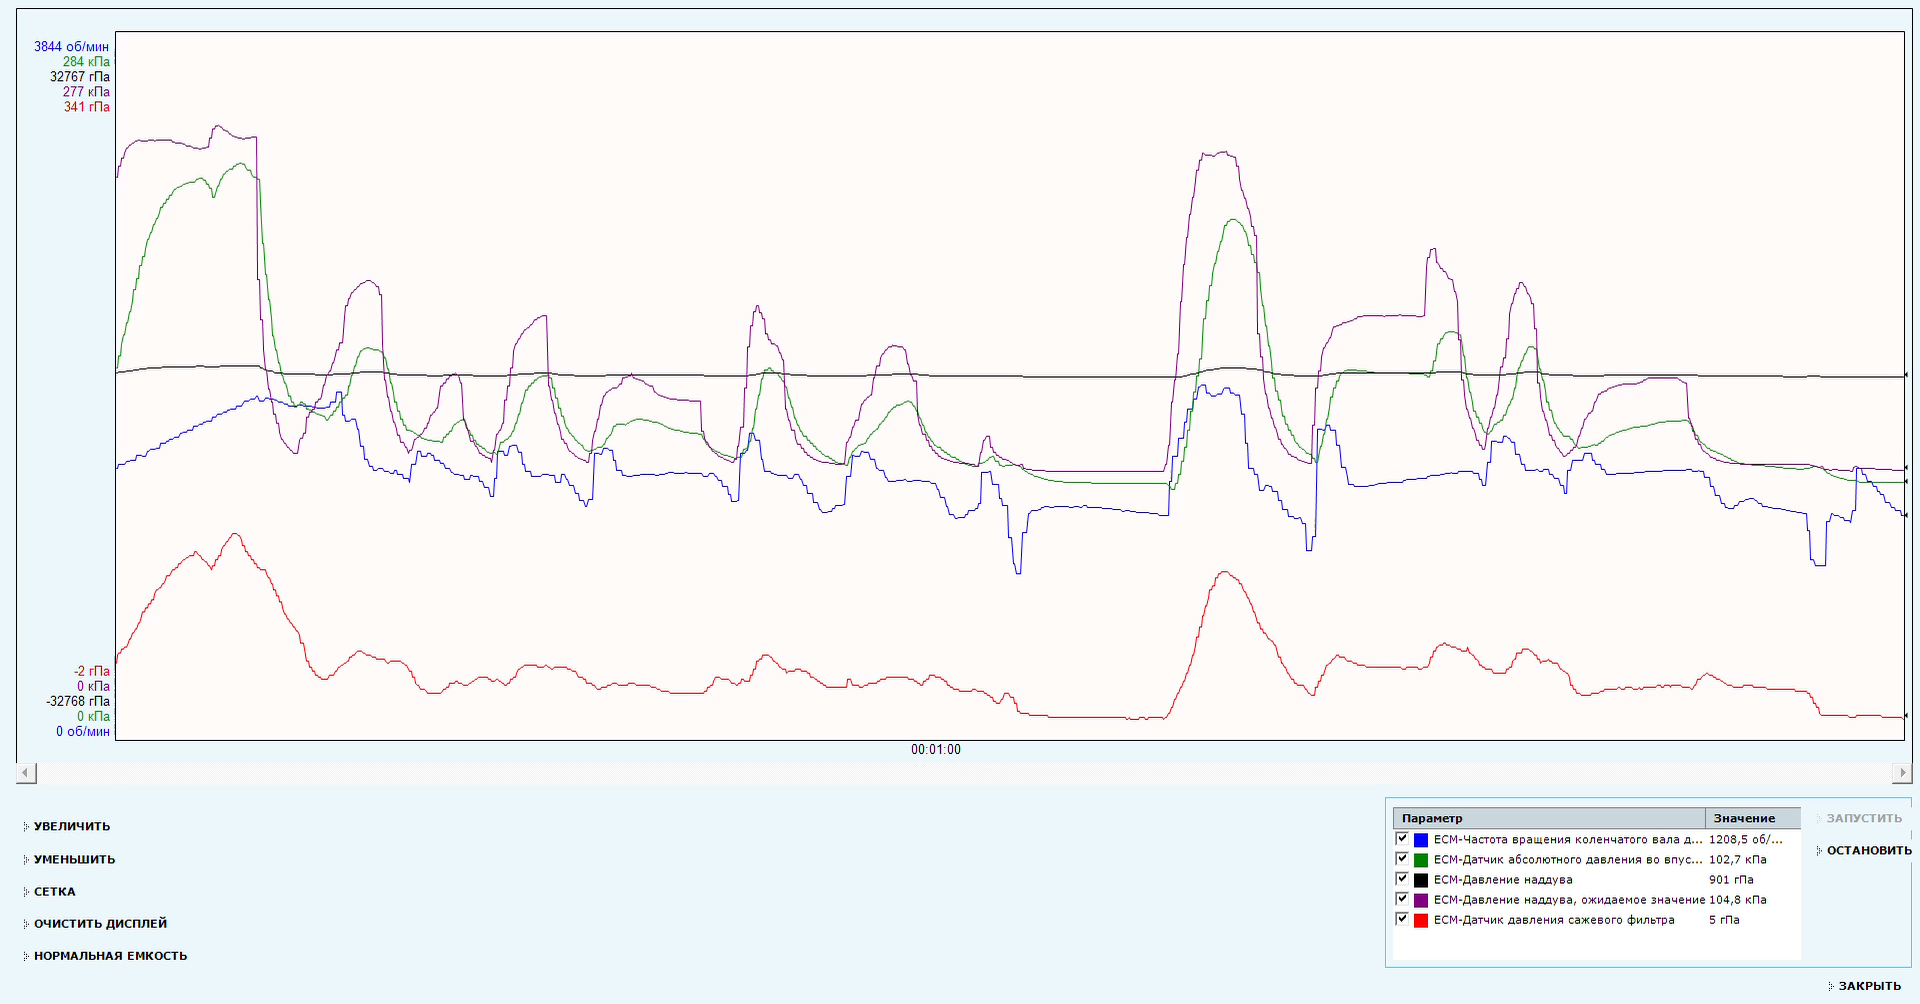 3844 об/мин
284 кПа
32767 гПа
277 кПа
341 гПа
-2 гПа
0 кПа
-32768 гПа
0 кПа
0 об/мин
00:01:00
УВЕЛИЧИТЬ
УМЕНЬШИТЬ
СЕТКА
ОЧИСТИТЬ ДИСПЛЕЙ
НОРМАЛЬНАЯ ЕМКОСТЬ
Параметр Значение
ECM-Частота вращения коленчатого вала д... 1208,5 об/...
ECM-Датчик абсолютного давления во впус... 102,7 кПа
ECM-Давление наддува 901 гПа
ECM-Давление наддува, ожидаемое значение 104,8 кПа
ECM-Датчик давления сажевого фильтра 5 гПа
ЗАПУСТИТЬ
ОСТАНОВИТЬ
ЗАКРЫТЬ